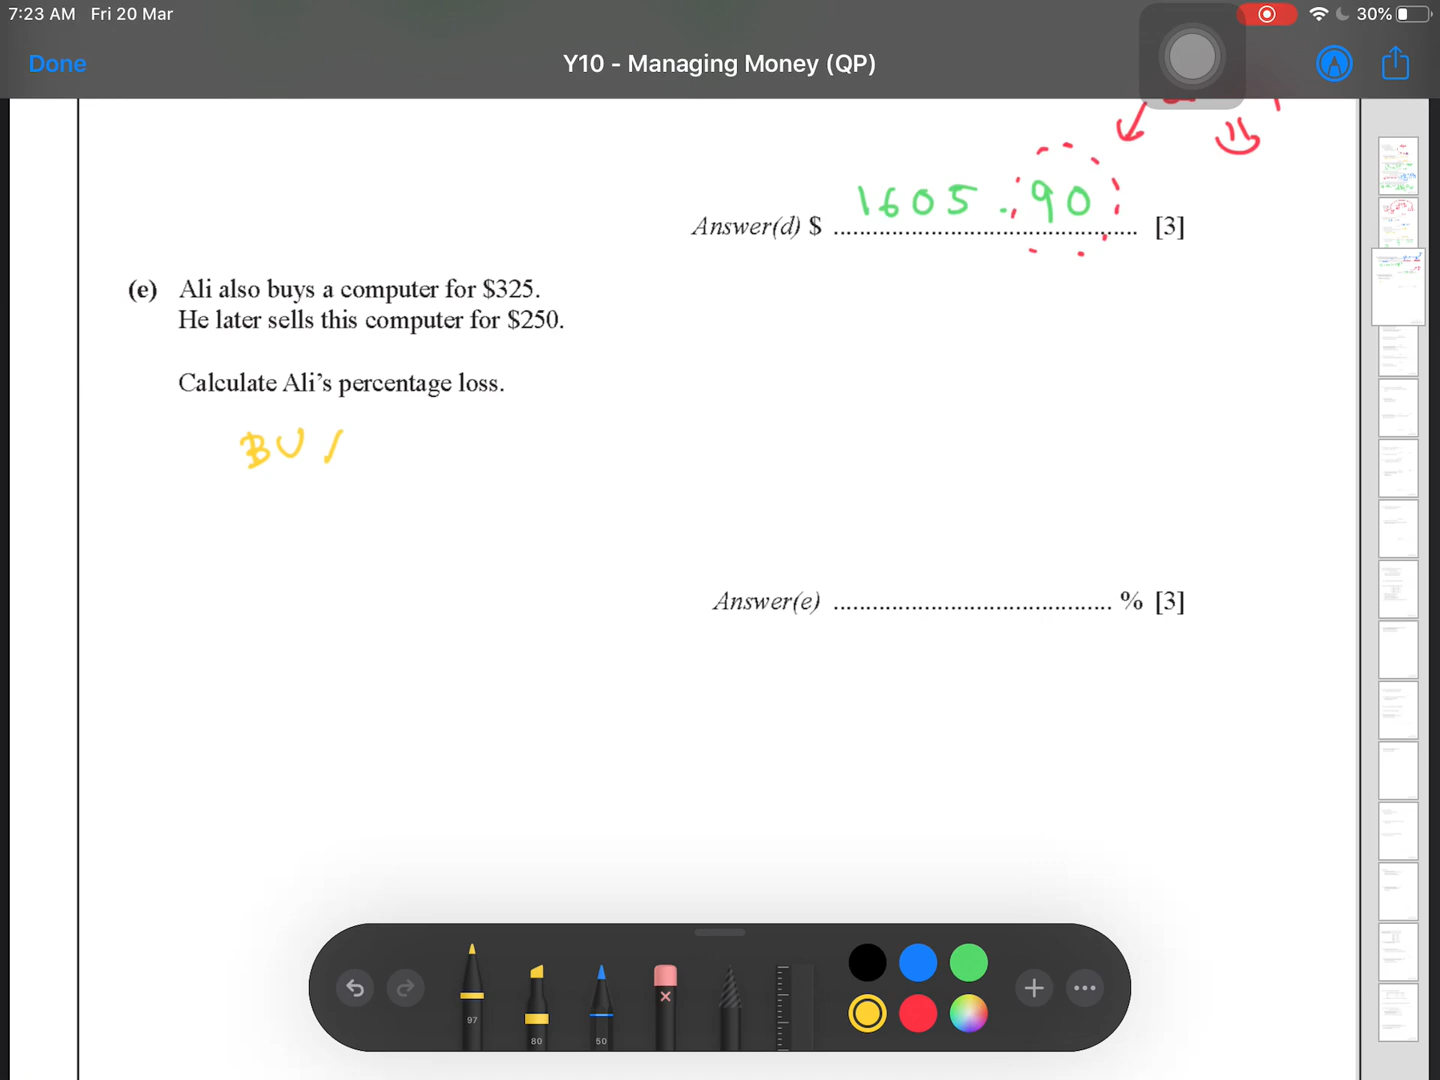 7:23 AM Fri 20 Mar 30%
Done Y10 - Managing Money (QP)
1605.90
Answer(d) $ ............................................. [3]
(e) Ali also buys a computer for $325.
He later sells this computer for $250.
Calculate Ali's percentage loss.
BU
Answer(e) ......................................... % [3]
97
80
50